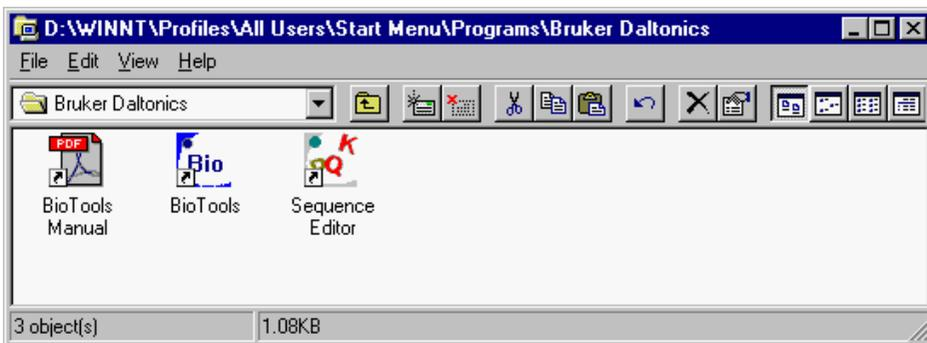 D:\WINNT\Profiles\All Users\Start Menu\Programs\Bruker Daltonics
File Edit View Help
Bruker Daltonics
PDF
Bio
K
Q
BioTools
Manual
BioTools
Sequence
Editor
3 object(s)
1.08KB